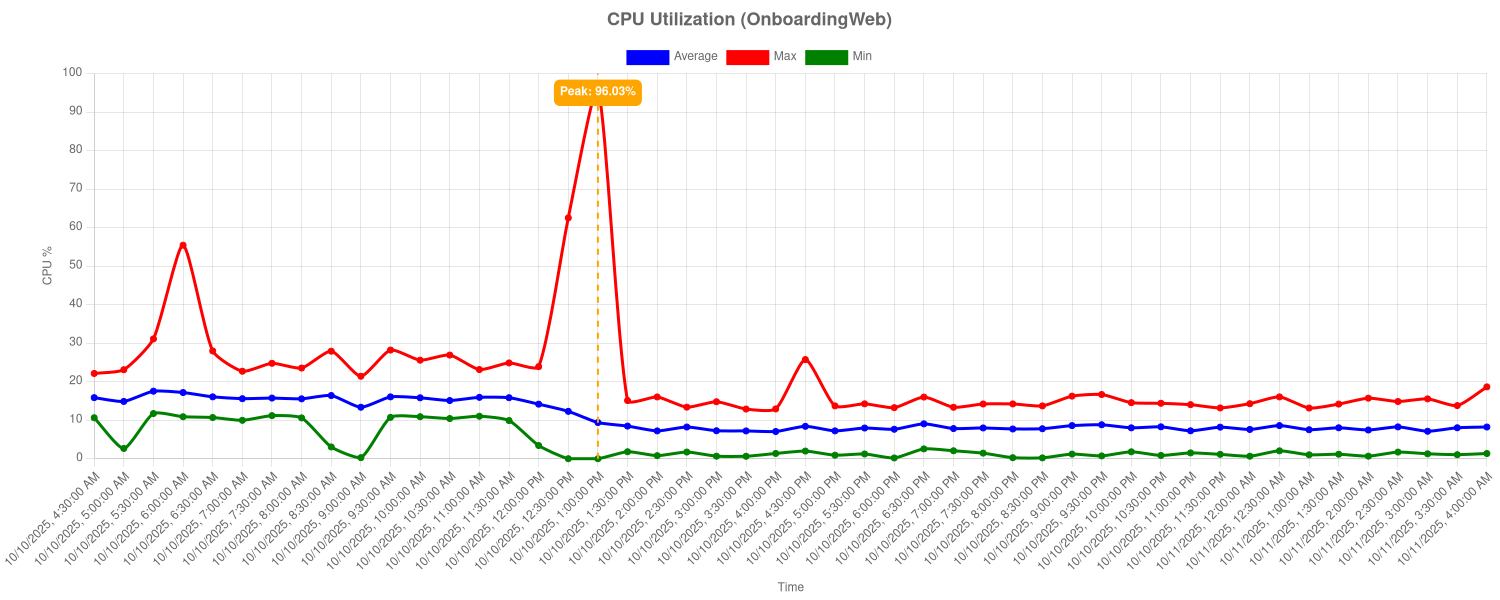 CPU Utilization (OnboardingWeb)
Average Max Min
Peak: 96.03%
100
90
80
70
60
50
40
30
20
10
0
CPU %
10/10/2025, 4:30:00 AM
10/10/2025, 5:00:00 AM
10/10/2025, 5:30:00 AM
10/10/2025, 6:00:00 AM
10/10/2025, 6:30:00 AM
10/10/2025, 7:00:00 AM
10/10/2025, 7:30:00 AM
10/10/2025, 8:00:00 AM
10/10/2025, 8:30:00 AM
10/10/2025, 9:00:00 AM
10/10/2025, 9:30:00 AM
10/10/2025, 10:00:00 AM
10/10/2025, 10:30:00 AM
10/10/2025, 11:00:00 AM
10/10/2025, 11:30:00 AM
10/10/2025, 12:00:00 PM
10/10/2025, 12:30:00 PM
10/10/2025, 1:00:00 PM
10/10/2025, 1:30:00 PM
10/10/2025, 2:00:00 PM
10/10/2025, 2:30:00 PM
10/10/2025, 3:00:00 PM
10/10/2025, 3:30:00 PM
10/10/2025, 4:00:00 PM
10/10/2025, 4:30:00 PM
10/10/2025, 5:00:00 PM
10/10/2025, 5:30:00 PM
10/10/2025, 6:00:00 PM
10/10/2025, 6:30:00 PM
10/10/2025, 7:00:00 PM
10/10/2025, 7:30:00 PM
10/10/2025, 8:00:00 PM
10/10/2025, 8:30:00 PM
10/10/2025, 9:00:00 PM
10/10/2025, 9:30:00 PM
10/10/2025, 10:00:00 PM
10/10/2025, 10:30:00 PM
10/10/2025, 11:00:00 PM
10/10/2025, 11:30:00 PM
10/11/2025, 12:00:00 AM
10/11/2025, 12:30:00 AM
10/11/2025, 1:00:00 AM
10/11/2025, 1:30:00 AM
10/11/2025, 2:00:00 AM
10/11/2025, 2:30:00 AM
10/11/2025, 3:00:00 AM
10/11/2025, 3:30:00 AM
10/11/2025, 4:00:00 AM
Time